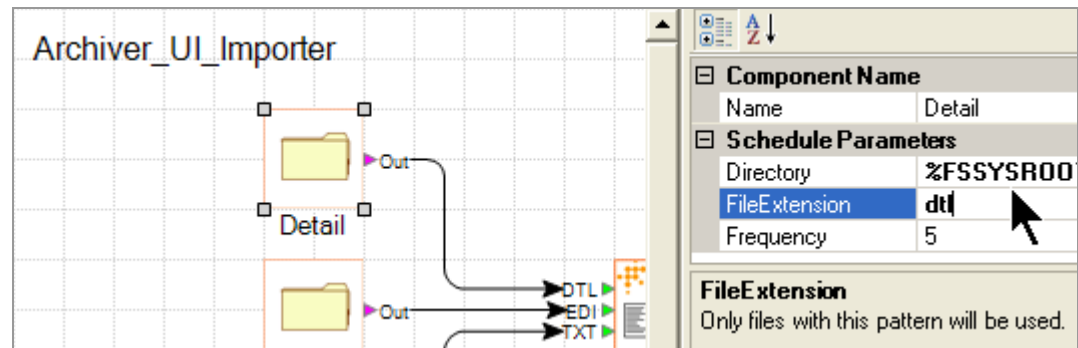 Archiver_UI_Importer
Out
Detail
Out
DTL
EDI
TXT
A
Z
Component Name
Name Detail
Schedule Parameters
Directory %FSSYSROO
FileExtension dtl
Frequency 5
FileExtension
Only files with this pattern will be used.